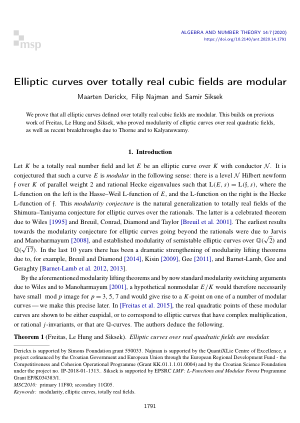 ALGEBRA AND NUMBER THEORY 14:7 (2020)
https://doi.org/10.2140/ant.2020.14.1791
msp
Elliptic curves over totally real cubic fields are modular
Maarten Derickx, Filip Najman and Samir Siksek
We prove that all elliptic curves defined over totally real cubic fields are modular. This builds on previous
work of Freitas, Le Hung and Siksek, who proved modularity of elliptic curves over real quadratic fields,
as well as recent breakthroughs due to Thorne and to Kalyanswamy.
1. Introduction
Let K be a totally real number field and let E be an elliptic curve over K with conductor 𝒩. It is
conjectured that such a curve E is modular in the following sense: there is a level 𝒩 Hilbert newform
𝔣 over K of parallel weight 2 and rational Hecke eigenvalues such that L(E, s) = L(𝔣, s), where the
L-function on the left is the Hasse–Weil L-function of E, and the L-function on the right is the Hecke
L-function of 𝔣. This modularity conjecture is the natural generalization to totally real fields of the
Shimura–Taniyama conjecture for elliptic curves over the rationals. The latter is a celebrated theorem
due to Wiles [1995] and Breuil, Conrad, Diamond and Taylor [Breuil et al. 2001]. The earliest results
towards the modularity conjecture for elliptic curves going beyond the rationals were due to Jarvis
and Manoharmayum [2008], and established modularity of semistable elliptic curves over ℚ(√2) and
ℚ(√17). In the last 10 years there has been a dramatic strengthening of modularity lifting theorems
due to, for example, Breuil and Diamond [2014], Kisin [2009], Gee [2011], and Barnet-Lamb, Gee and
Geraghty [Barnet-Lamb et al. 2012, 2013].
By the aforementioned modularity lifting theorems and by now standard modularity switching arguments
due to Wiles and to Manoharmayum [2001], a hypothetical nonmodular E/K would therefore necessarily
have small mod p image for p = 3, 5, 7 and would give rise to a K-point on one of a number of modular
curves — we make this precise later. In [Freitas et al. 2015], the real quadratic points of these modular
curves are shown to be either cuspidal, or to correspond to elliptic curves that have complex multiplication,
or rational j-invariants, or that are ℚ-curves. The authors deduce the following.
Theorem 1 (Freitas, Le Hung and Siksek). Elliptic curves over real quadratic fields are modular.
Derickx is supported by Simons Foundation grant 550033. Najman is supported by the QuantiXLie Centre of Excellence, a
project cofinanced by the Croatian Government and European Union through the European Regional Development Fund - the
Competitiveness and Cohesion Operational Programme (Grant KK.01.1.1.01.0004) and by the Croatian Science Foundation
under the project no. IP-2018-01-1313. Siksek is supported by EPSRC LMF: L-Functions and Modular Forms Programme
Grant EP/K034383/1.
MSC2010: primary 11F80; secondary 11G05.
Keywords: modularity, elliptic curves, totally real fields.
1791